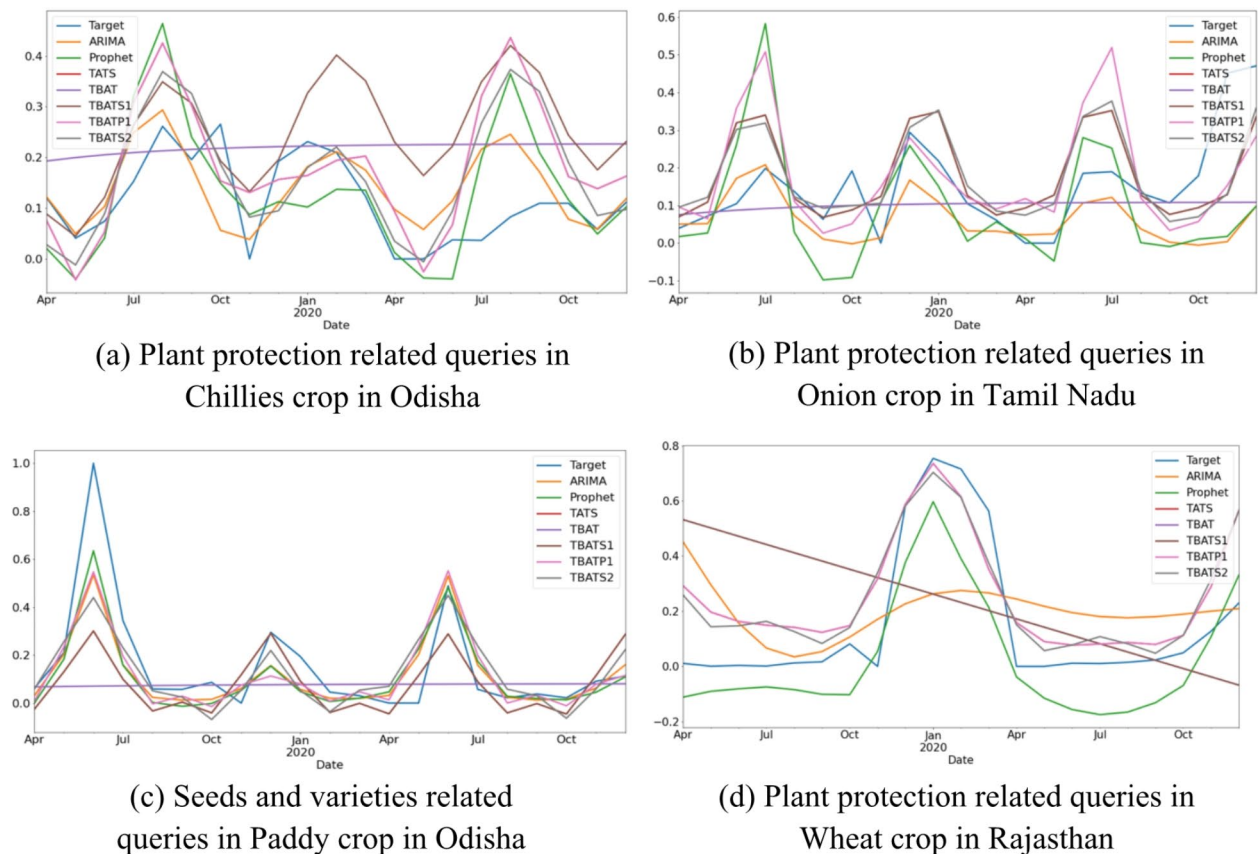 0.4
0.3
0.2
0.1
0.0
Target
ARIMA
Prophet
TATS
TBAT
TBATS1
TBATP1
TBATS2
Apr Jul Oct Jan Apr Jul Oct
2020
Date
(a) Plant protection related queries in
Chillies crop in Odisha
0.6
0.5
0.4
0.3
0.2
0.1
0.0
−0.1
Target
ARIMA
Prophet
TATS
TBAT
TBATS1
TBATP1
TBATS2
Apr Jul Oct Jan Apr Jul Oct
2020
Date
(b) Plant protection related queries in
Onion crop in Tamil Nadu
1.0
0.8
0.6
0.4
0.2
0.0
Target
ARIMA
Prophet
TATS
TBAT
TBATS1
TBATP1
TBATS2
Apr Jul Oct Jan Apr Jul Oct
2020
Date
(c) Seeds and varieties related
queries in Paddy crop in Odisha
0.8
0.6
0.4
0.2
0.0
−0.2
Target
ARIMA
Prophet
TATS
TBAT
TBATS1
TBATP1
TBATS2
Apr Jul Oct Jan Apr Jul Oct
2020
Date
(d) Plant protection related queries in
Wheat crop in Rajasthan